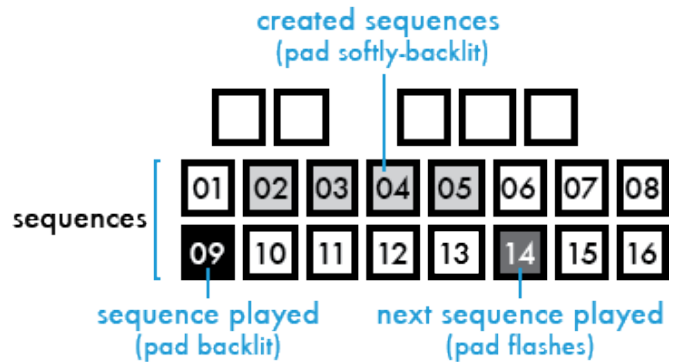 created sequences
(pad softly-backlit)
01 02 03 04 05 06 07 08
sequences
09 10 11 12 13 14 15 16
sequence played
(pad backlit)
next sequence played
(pad flashes)